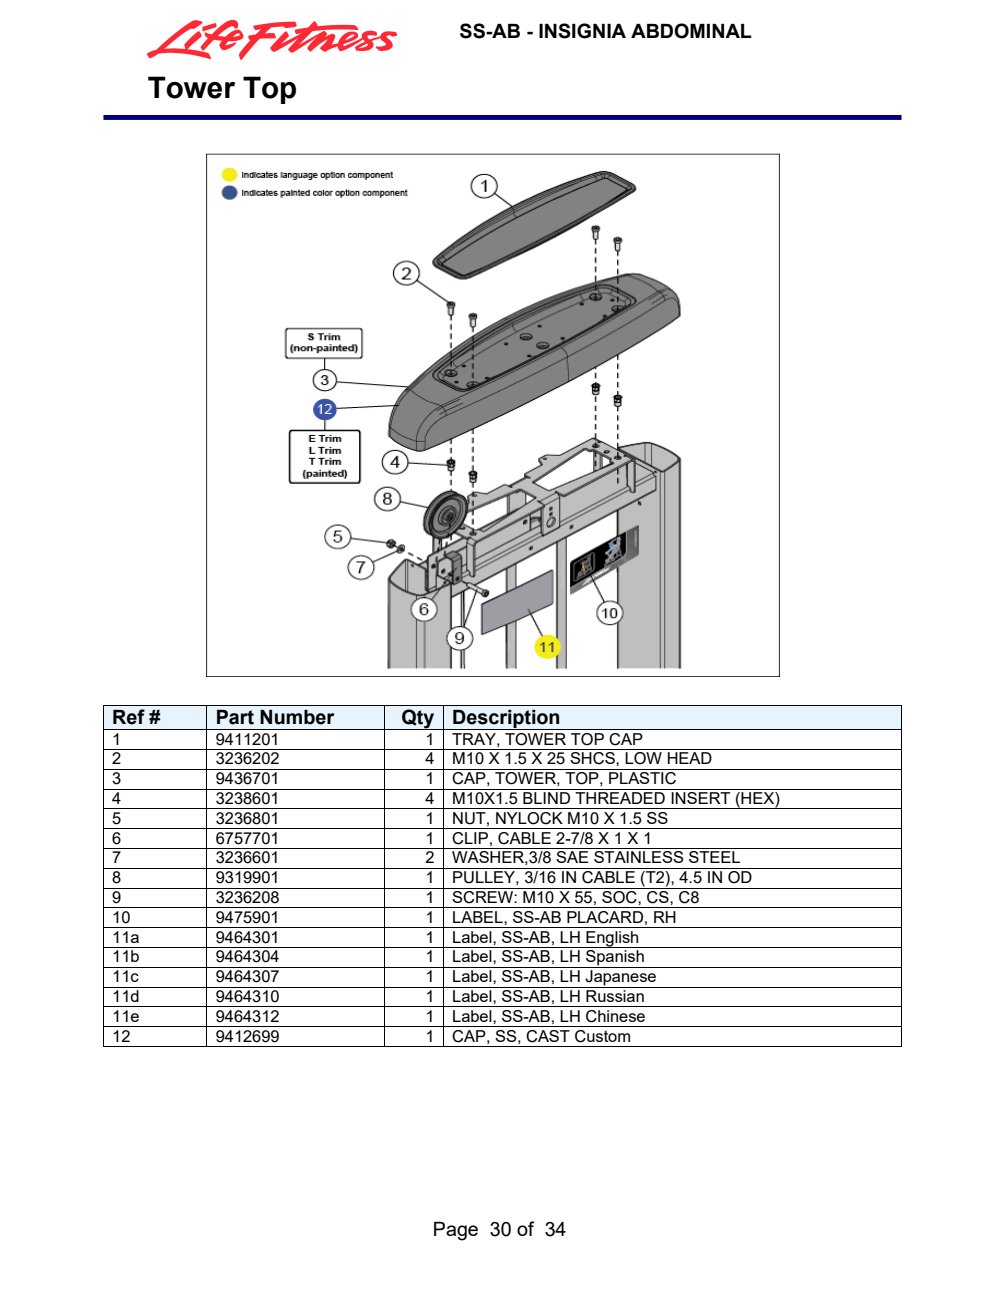 Life Fitness
SS-AB - INSIGNIA ABDOMINAL
Tower Top
Indicates language option component
Indicates painted color option component
1
2
S Trim
(non-painted)
3
12
E Trim
L Trim
T Trim
(painted)
4
8
5
7
6
9
10
11
Ref # Part Number Qty Description
1 9411201 1 TRAY, TOWER TOP CAP
2 3236202 4 M10 X 1.5 X 25 SHCS, LOW HEAD
3 9436701 1 CAP, TOWER, TOP, PLASTIC
4 3238601 4 M10X1.5 BLIND THREADED INSERT (HEX)
5 3236801 1 NUT, NYLOCK M10 X 1.5 SS
6 6757701 1 CLIP, CABLE 2-7/8 X 1 X 1
7 3236601 2 WASHER,3/8 SAE STAINLESS STEEL
8 9319901 1 PULLEY, 3/16 IN CABLE (T2), 4.5 IN OD
9 3236208 1 SCREW: M10 X 55, SOC, CS, C8
10 9475901 1 LABEL, SS-AB PLACARD, RH
11a 9464301 1 Label, SS-AB, LH English
11b 9464304 1 Label, SS-AB, LH Spanish
11c 9464307 1 Label, SS-AB, LH Japanese
11d 9464310 1 Label, SS-AB, LH Russian
11e 9464312 1 Label, SS-AB, LH Chinese
12 9412699 1 CAP, SS, CAST Custom
Page 30 of 34